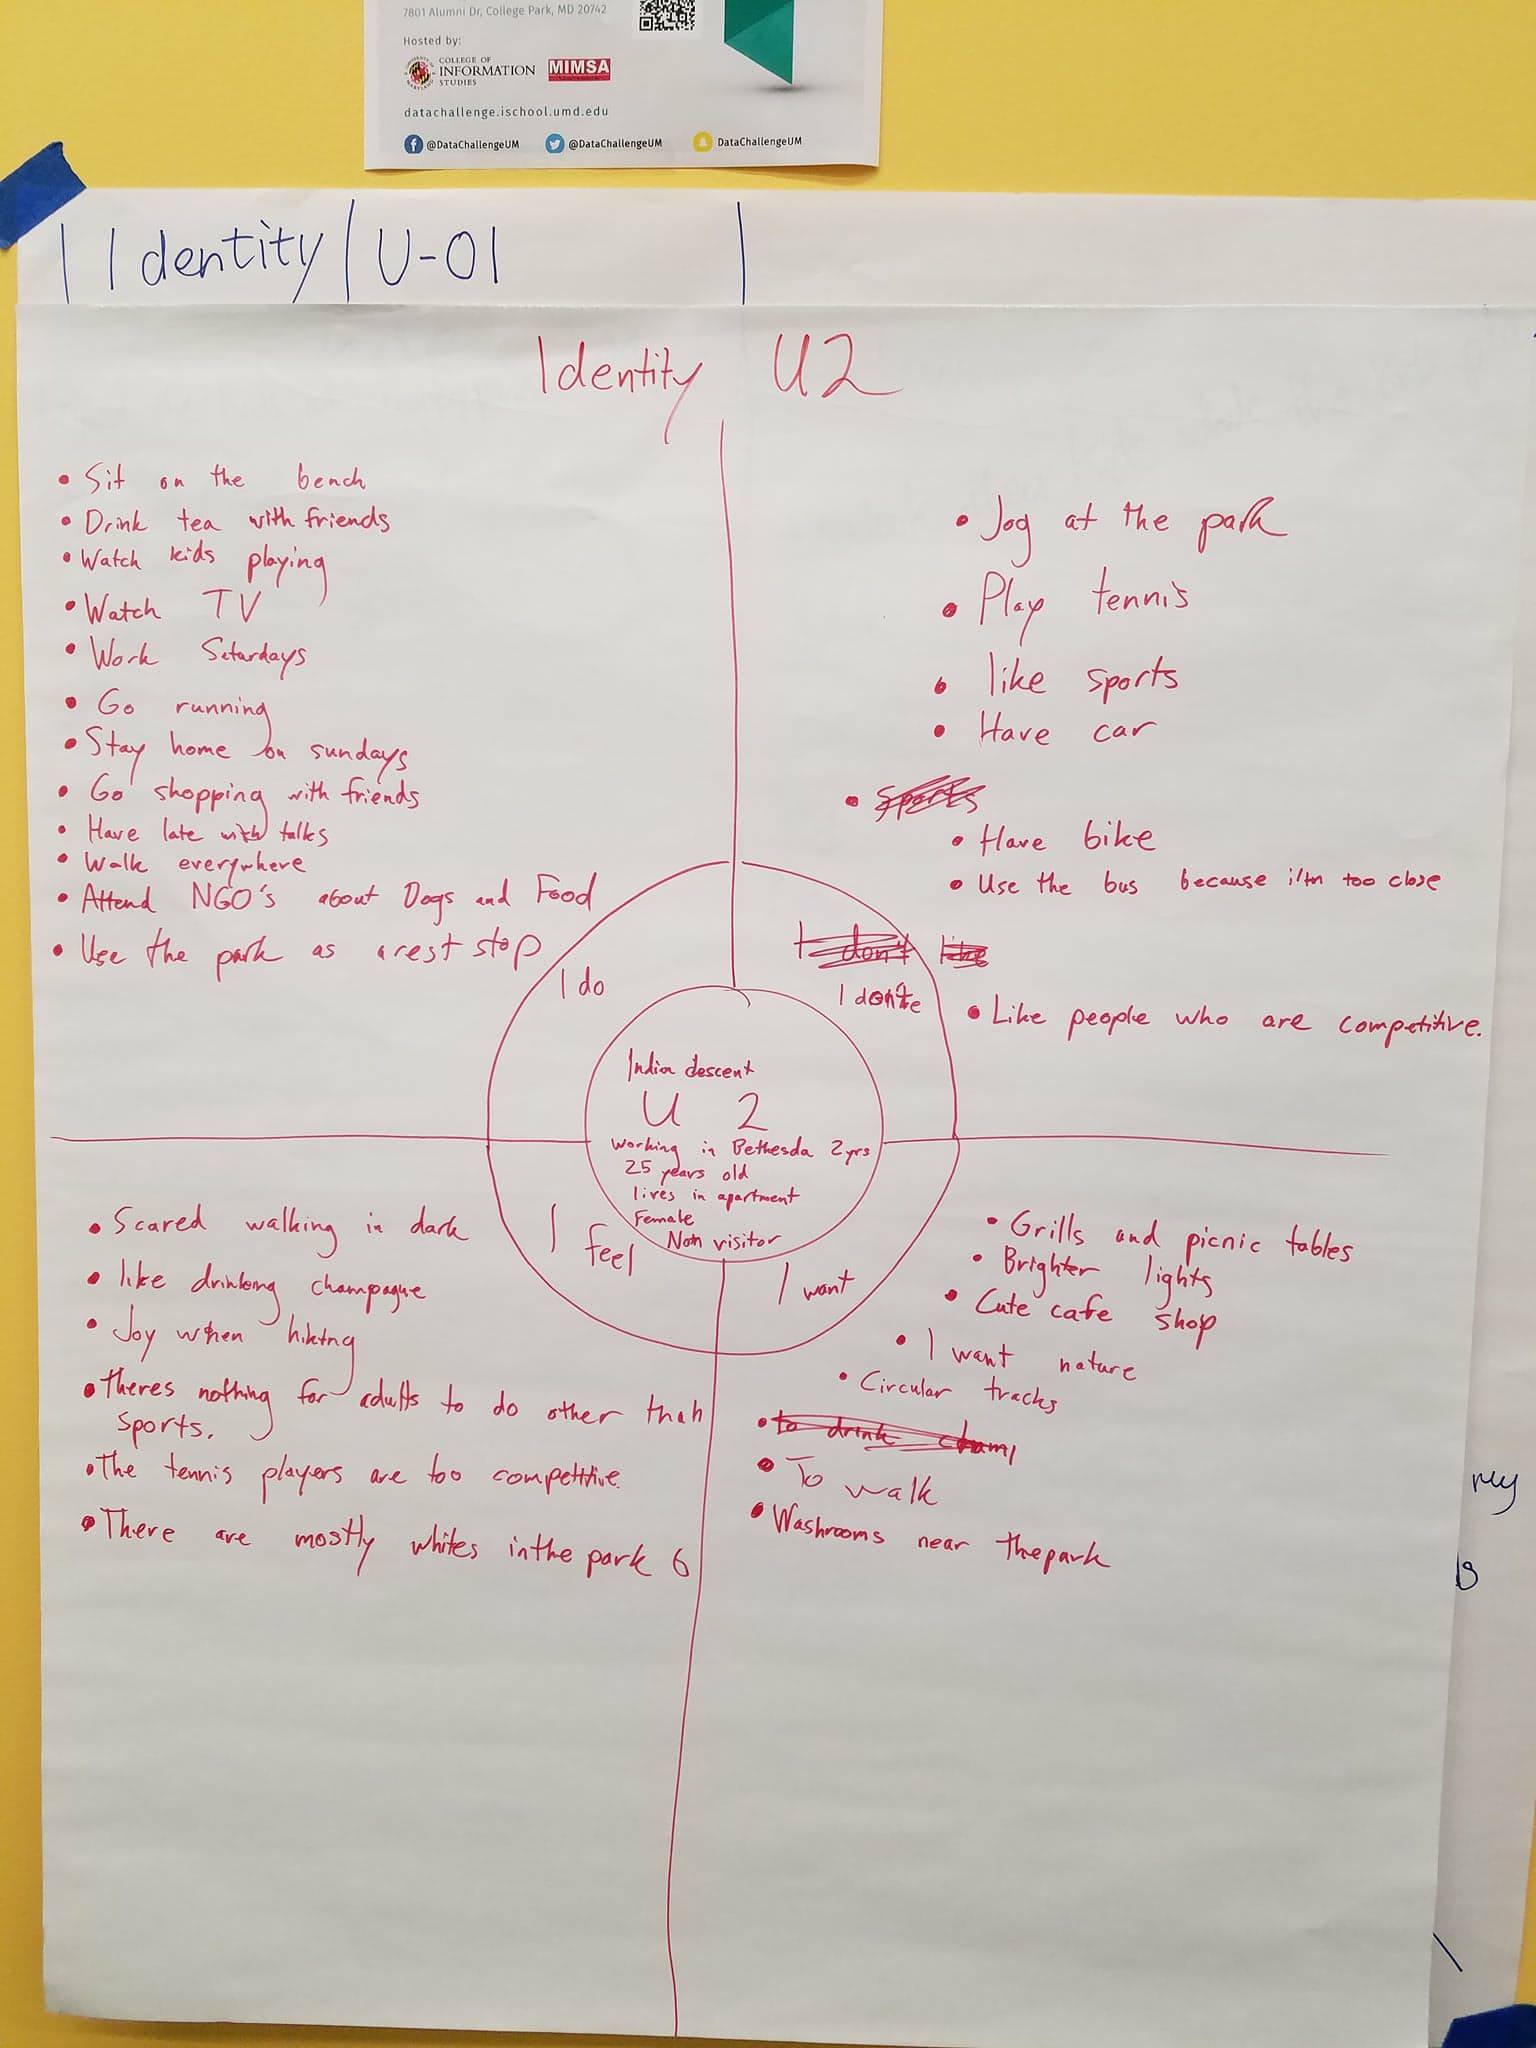 7801 Alumni Dr, College Park, MD 20742
Hosted by:
COLLEGE OF
INFORMATION
STUDIES
MIMSA
datachallenge.ischool.umd.edu
@DataChallengeUM
@DataChallengeUM
DataChallengeUM
Identity U-01
Identity U2
• Sit on the bench
• Drink tea with friends
• Watch kids playing
• Watch TV
• Work Saturdays
• Go running
• Stay home on sundays
• Go shopping with friends
• Have late with talks
• Walk everywhere
• Attend NGO's about Dogs and Food
• Use the park as a rest stop
I do
• Jog at the park
• Play tennis
• like sports
• Have car
• Sports
• Have bike
• Use the bus because i'm too close
I don't like
I don't
• Like people who are competitive.
India descent
U 2
working in Bethesda 2 yrs
25 years old
lives in apartment
Female
Non visitor
• Scared walking in dark
• like drinking champagne
• Joy when hiking
• Theres nothing for adults to do other than
sports.
• The tennis players are too competitive.
• There are mostly whites in the park
I feel
I want
• Grills and picnic tables
• Brighter lights
• Cute cafe shop
• I want nature
• Circular tracks
• to drink cham
• To walk
• Washrooms near the park